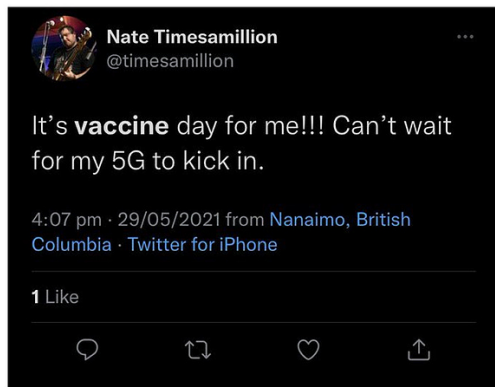 Nate Timesamillion
@timesamillion
It’s vaccine day for me!!! Can’t wait
for my 5G to kick in.
4:07 pm · 29/05/2021 from Nanaimo, British
Columbia · Twitter for iPhone
1 Like